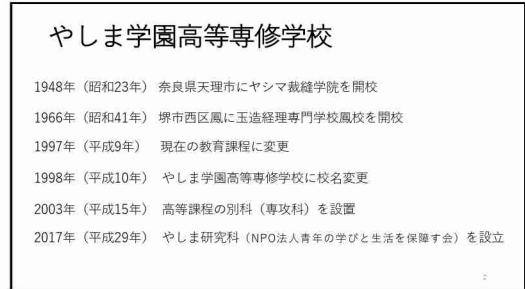 やしま学園高等専修学校
1948年（昭和23年） 奈良県天理市にヤシマ裁縫学院を開校
1966年（昭和41年） 堺市西区鳳に玉造経理専門学校鳳校を開校
1997年（平成9年） 現在の教育課程に変更
1998年（平成10年） やしま学園高等専修学校に校名変更
2003年（平成15年） 高等課程の別科（専攻科）を設置
2017年（平成29年） やしま研究科（NPO法人青年の学びと生活を保障す会）を設立
2